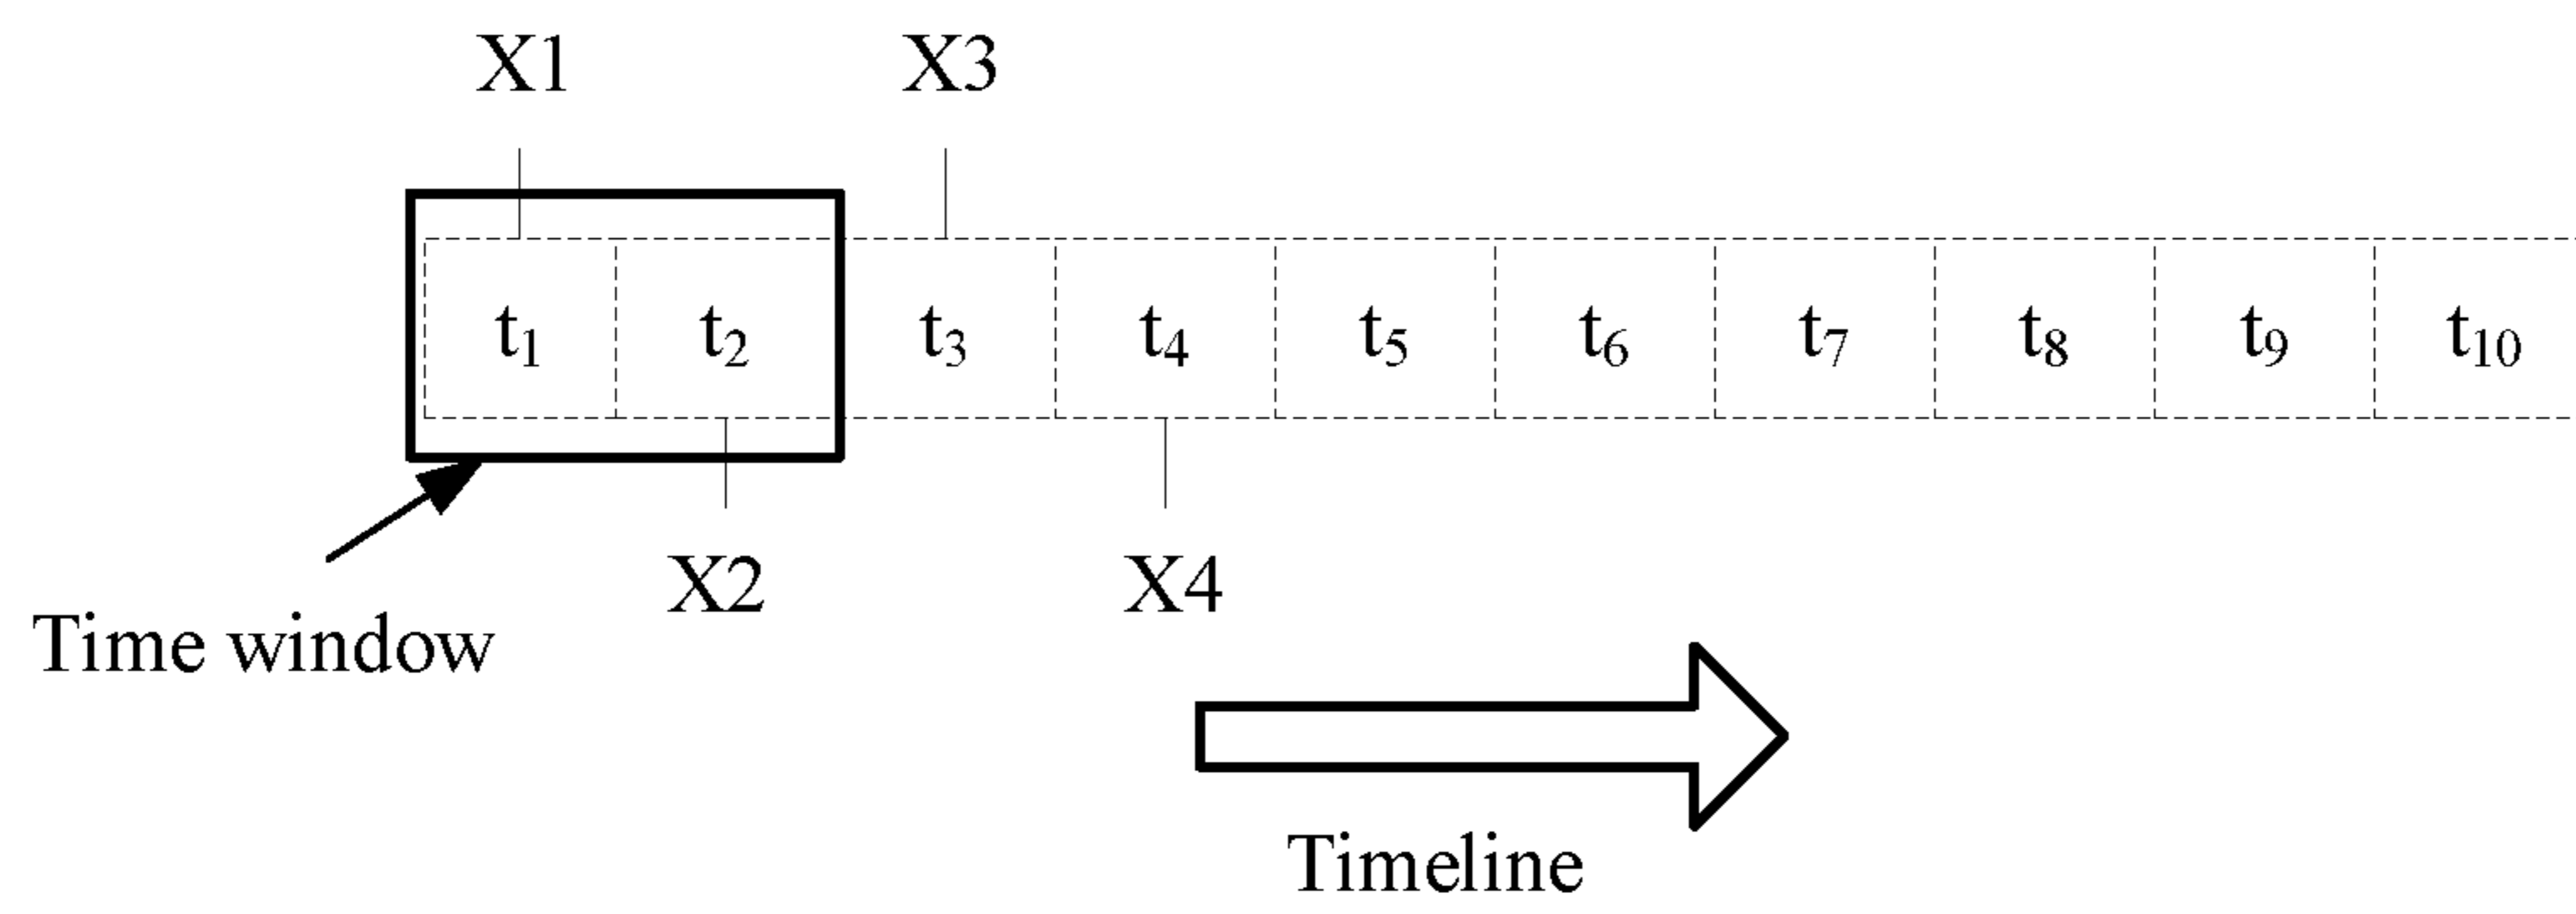 X1 X3
t₁ t₂ t₃ t₄ t₅ t₆ t₇ t₈ t₉ t₁₀
X2 X4
Time window
Timeline